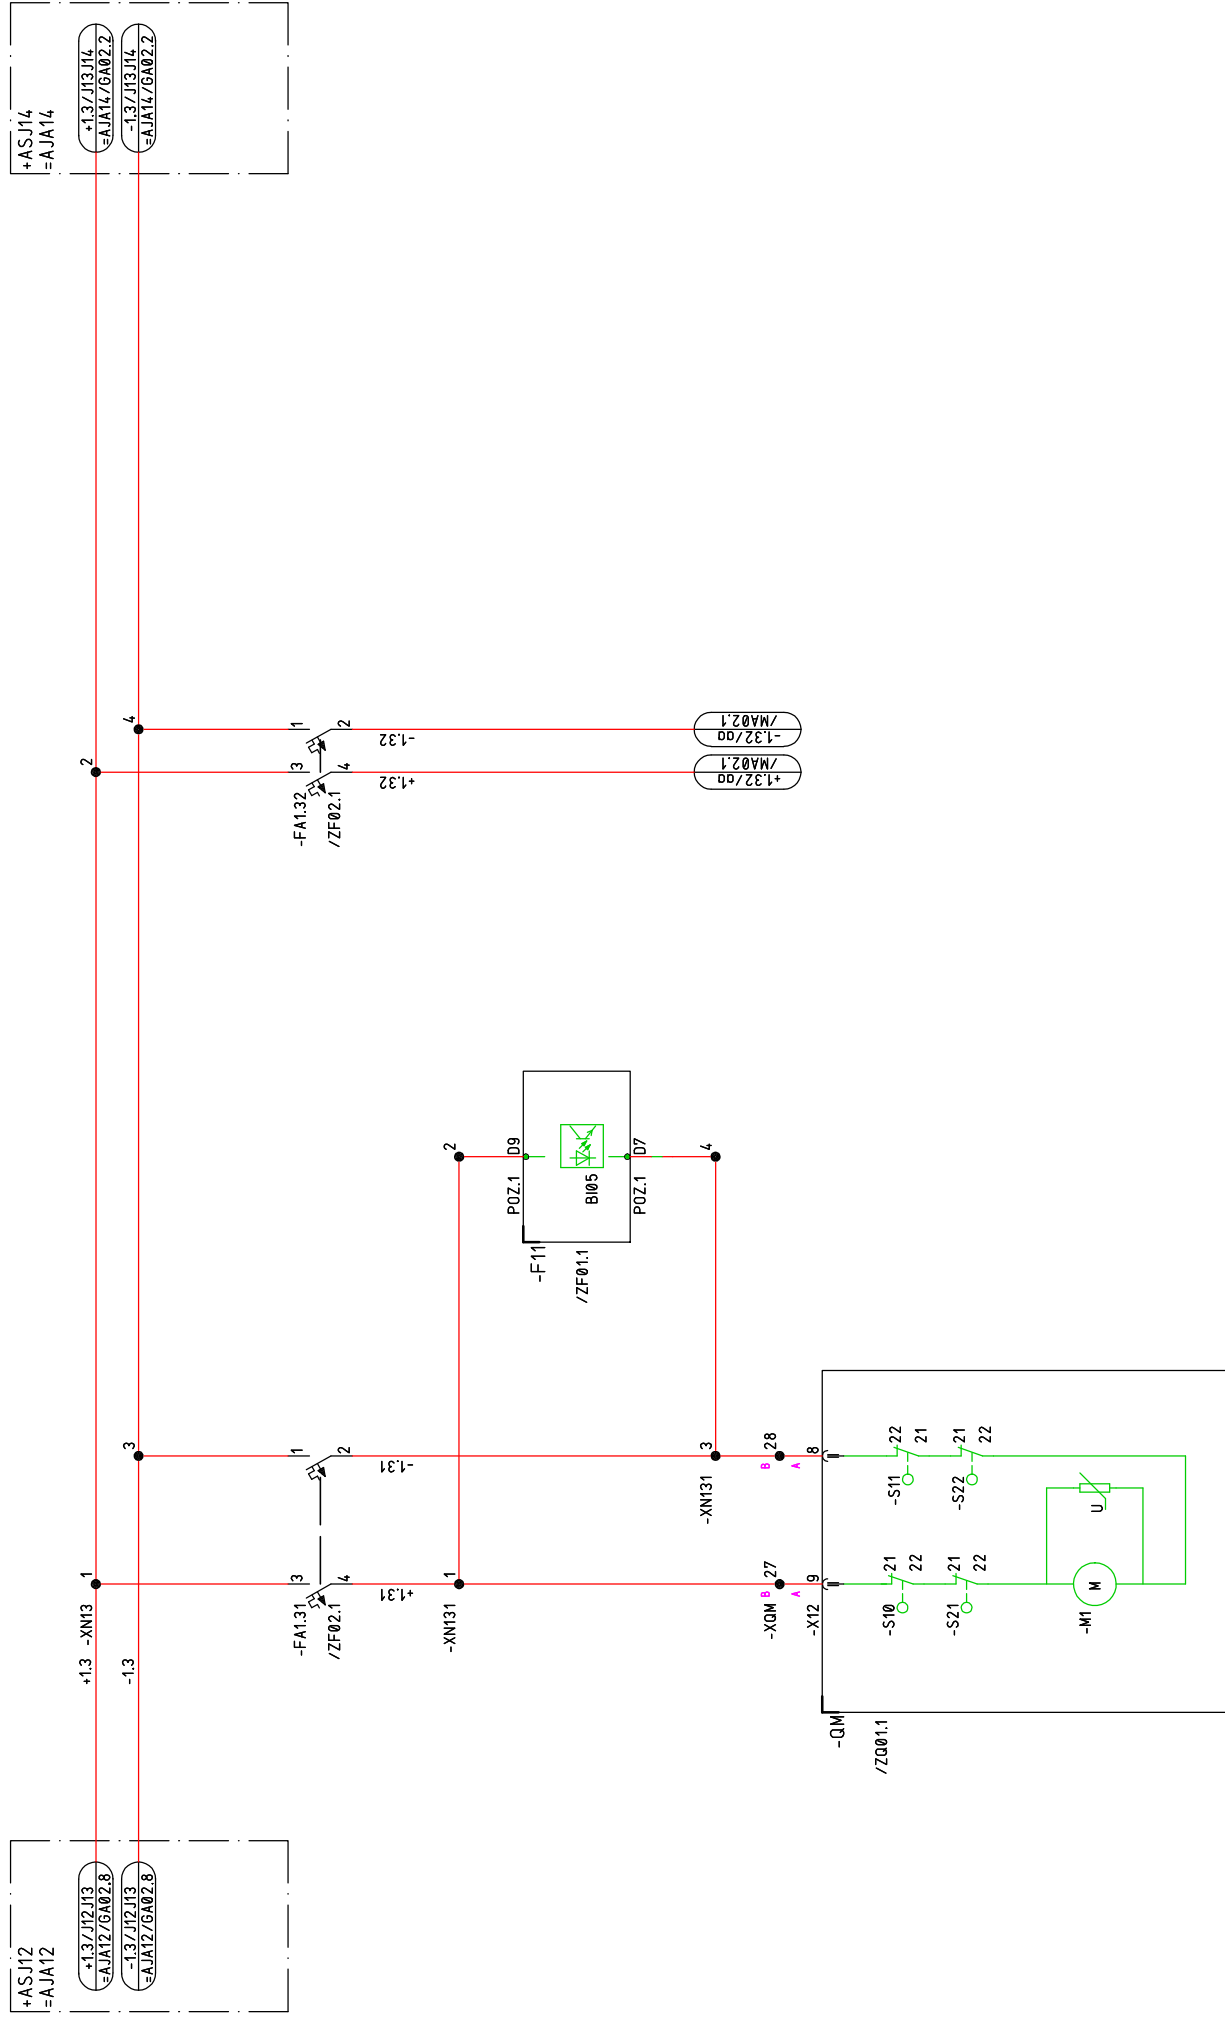 +ASJ12
=AJA12
+1.3/J12J13
=AJA12/GA02.8
-1.3/J12J13
=AJA12/GA02.8
+1.3
-1.3
-XN13
1
3
2
4
+ASJ14
=AJA14
+1.3/J13J14
=AJA14/GA02.2
-1.3/J13J14
=AJA14/GA02.2
-FA1.31
/ZF02.1
3
4
1
2
+1.31
-1.31
-FA1.32
/ZF02.1
3
4
1
2
+1.32
-1.32
+1.32/aa
/MA02.1
-1.32/aa
/MA02.1
-XN131
1
2
-F11
/ZF01.1
POZ.1
D9
BI05
POZ.1
D7
-XN131
3
4
-XQM
B
27
A
B
28
A
-X12
9
8
-QM
/ZQ01.1
-S10
21
22
-S11
22
21
-S21
21
22
-S22
21
22
-M1
M
U